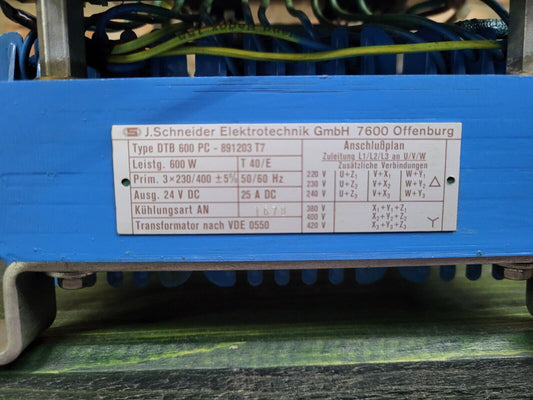 J.Schneider Elektrotechnik GmbH 7600 Offenburg
Type DTB 600 PC - 891203 T7
Leistg. 600 W T 40/E
Prim. 3×230/400 ±5% 50/60 Hz
Ausg. 24 V DC 25 A DC
Kühlungsart AN
Transformator nach VDE 0550
Anschlußplan
Zuleitung L1/L2/L3 an U/V/W
Zusätzliche Verbindungen
220 V U+Z₁ V+X₁ W+Y₁
230 V U+Z₂ V+X₂ W+Y₂ △
240 V U+Z₃ V+X₃ W+Y₃
380 V X₁+Y₁+Z₁
400 V X₂+Y₂+Z₂
420 V X₃+Y₃+Z₃